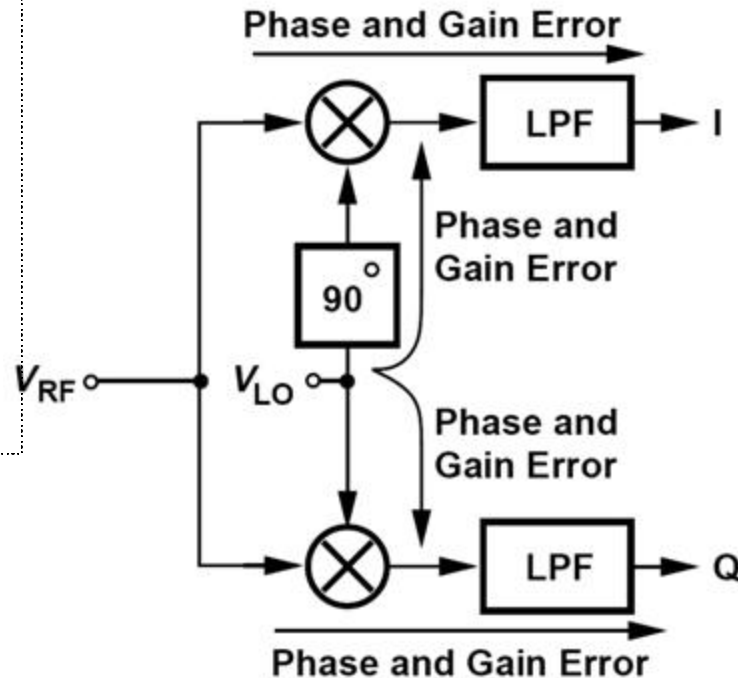 Phase and Gain Error
LPF
I
Phase and
Gain Error
90°
VRF
VLO
Phase and
Gain Error
LPF
Q
Phase and Gain Error